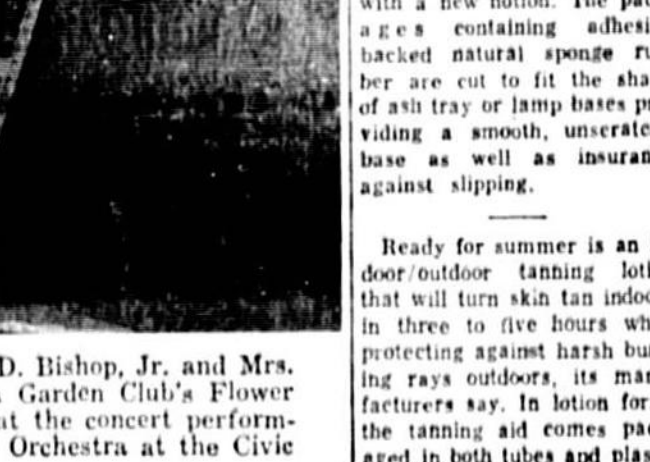 D. Bishop, Jr. and Mrs.
Garden Club's Flower
at the concert perform-
Orchestra at the Civic
with a new notion. The
ages containing adhesi
backed natural sponge ru
ber are cut to fit the sha
of ash tray or lamp bases pr
viding a smooth, unscratc
base as well as insuran
against slipping.
Ready for summer is an
door/outdoor tanning loti
that will turn skin tan indoo
in three to five hours wh
protecting against harsh bur
ing rays outdoors, its man
facturers say. In lotion for
the tanning aid comes pac
aged in both tubes and plas